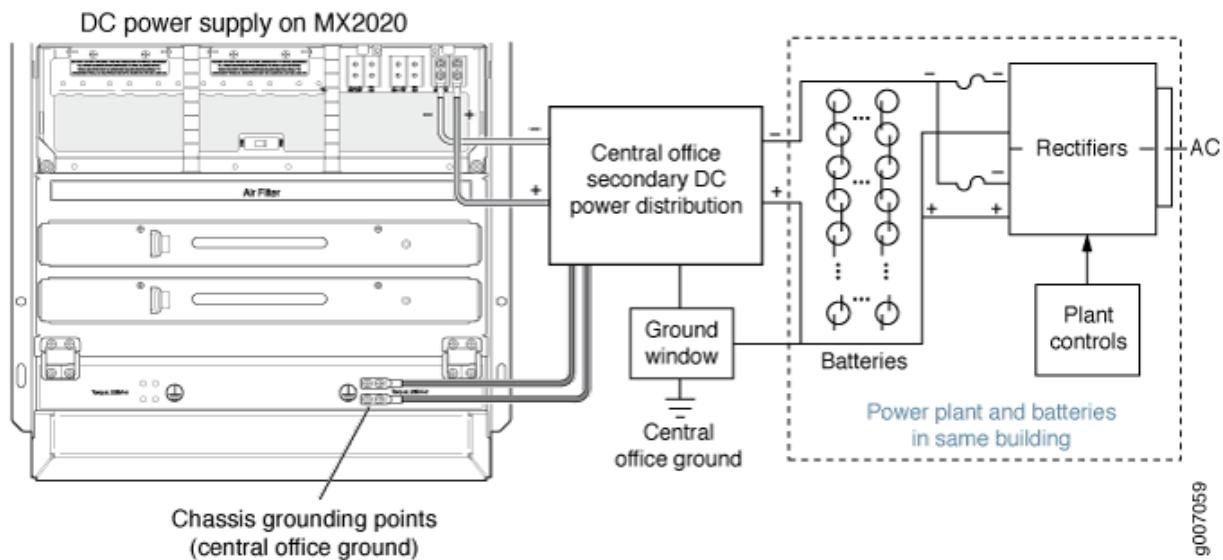 DC power supply on MX2020
−
+
−
+
Central office
secondary DC
power distribution
−
+
−
−
−
+
+
Rectifiers
AC
Air Filter
Ground
window
Central
office ground
Batteries
Plant
controls
Power plant and batteries
in same building
Chassis grounding points
(central office ground)
g007059